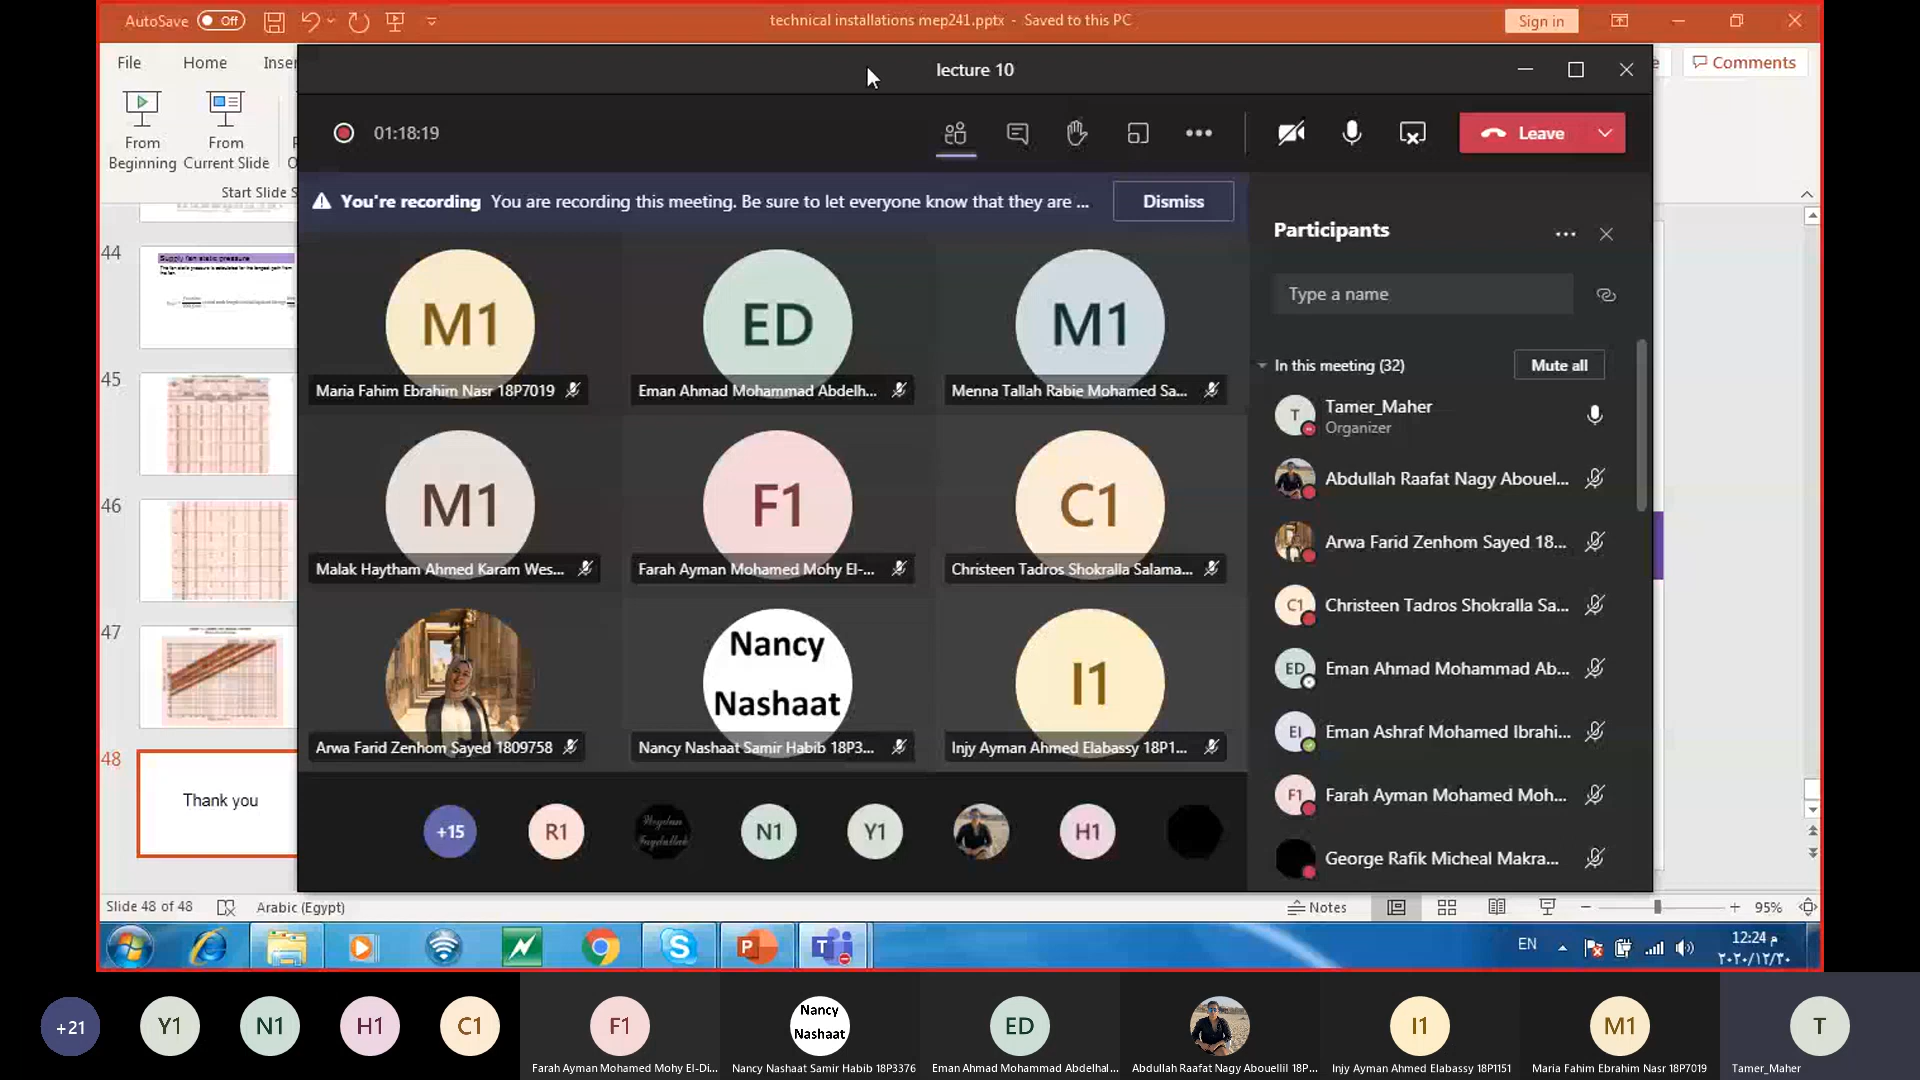 AutoSave Off technical installations mep241.pptx - Saved to this PC Sign in
File Home Inser lecture 10 e Comments
From
Beginning
From
Current Slide
Start Slide S
01:18:19 Leave
You're recording You are recording this meeting. Be sure to let everyone know that they are ... Dismiss
Participants
Type a name
In this meeting (32) Mute all
Tamer_Maher
Organizer
Abdullah Raafat Nagy Abouel...
Arwa Farid Zenhom Sayed 18...
Christeen Tadros Shokralla Sa...
Eman Ahmad Mohammad Ab...
Eman Ashraf Mohamed Ibrahi...
Farah Ayman Mohamed Moh...
George Rafik Micheal Makra...
T
C1
ED
EI
F1
M1 ED M1
Maria Fahim Ebrahim Nasr 18P7019 Eman Ahmad Mohammad Abdelh... Menna Tallah Rabie Mohamed Sa...
M1 F1 C1
Malak Haytham Ahmed Karam Wes... Farah Ayman Mohamed Mohy El-... Christeen Tadros Shokralla Salama...
Nancy
Nashaat
I1
Arwa Farid Zenhom Sayed 1809758 Nancy Nashaat Samir Habib 18P3... Injy Ayman Ahmed Elabassy 18P1...
+15 R1 N1 Y1 H1
44
Supply fan static pressure
45
46
47
48
Thank you
Slide 48 of 48 Arabic (Egypt) Notes 95%
EN 12:24 م
٢٠٢٠/١٢/٣٠
+21 Y1 N1 H1 C1 F1 Nancy Nashaat ED I1 M1 T
Farah Ayman Mohamed Mohy El-Di... Nancy Nashaat Samir Habib 18P3376 Eman Ahmad Mohammad Abdelhal... Abdullah Raafat Nagy Abouellil 18P... Injy Ayman Ahmed Elabassy 18P1151 Maria Fahim Ebrahim Nasr 18P7019 Tamer_Maher